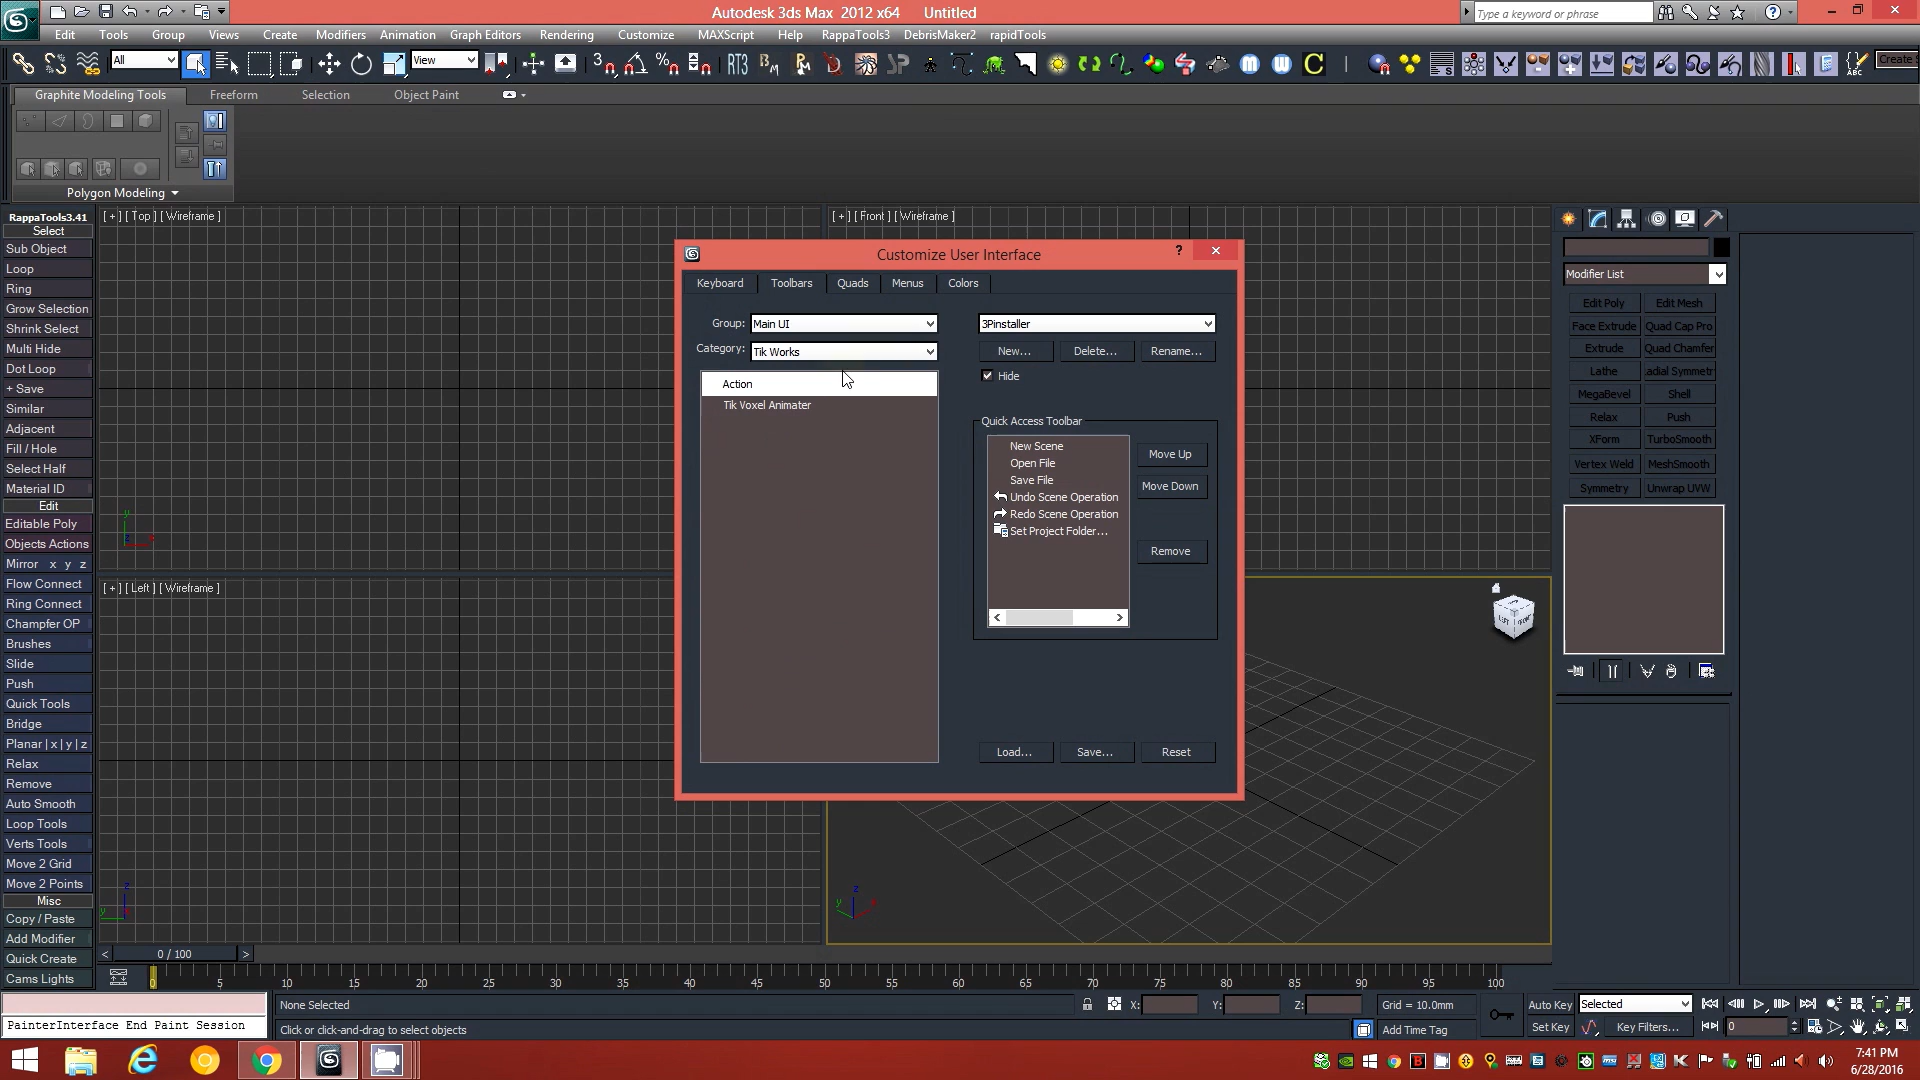 Autodesk 3ds Max 2012 x64 Untitled
Type a keyword or phrase
Edit Tools Group Views Create Modifiers Animation Graph Editors Rendering Customize MAXScript Help RappaTools3 DebrisMaker2 rapidTools
All View RT3 Create S
Graphite Modeling Tools Freeform Selection Object Paint
Polygon Modeling
RappaTools3.41
Select
Sub Object
Loop
Ring
Grow Selection
Shrink Select
Multi Hide
Dot Loop
+ Save
Similar
Adjacent
Fill / Hole
Select Half
Material ID
Edit
Editable Poly
Objects Actions
Mirror x y z
Flow Connect
Ring Connect
Champfer OP
Brushes
Slide
Push
Quick Tools
Bridge
Planar | x | y | z
Relax
Remove
Auto Smooth
Loop Tools
Verts Tools
Move 2 Grid
Move 2 Points
Misc
Copy / Paste
Add Modifier
Quick Create
Cams Lights
[ + ] [ Top ] [ Wireframe ]
[ + ] [ Front ] [ Wireframe ]
[ + ] [ Left ] [ Wireframe ]
Customize User Interface
? ×
Keyboard Toolbars Quads Menus Colors
Group: Main UI
Category: Tik Works
Action
Tik Voxel Animater
3Pinstaller
New... Delete... Rename...
Hide
Quick Access Toolbar
New Scene
Open File
Save File
Undo Scene Operation
Redo Scene Operation
Set Project Folder...
Move Up
Move Down
Remove
Load... Save... Reset
LEFT FRONT
Modifier List
Edit Poly Edit Mesh
Face Extrude Quad Cap Pro
Extrude Quad Chamfer
Lathe adial Symmetr
MegaBevel Shell
Relax Push
XForm TurboSmooth
Vertex Weld MeshSmooth
Symmetry Unwrap UVW
< 0 / 100 >
0 5 10 15 20 25 30 35 40 45 50 55 60 65 70 75 80 85 90 95 100
None Selected X: Y: Z: Grid = 10.0mm Auto Key Selected
PainterInterface End Paint Session
Click or click-and-drag to select objects Add Time Tag Set Key Key Filters... 0
7:41 PM
6/28/2016